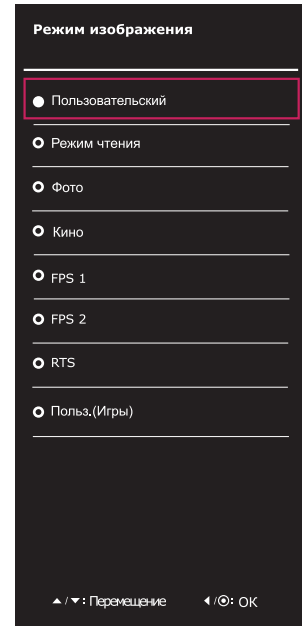 Режим изображения
Пользовательский
Режим чтения
Фото
Кино
FPS 1
FPS 2
RTS
Польз.(Игры)
▲/▼: Перемещение ◀/◉: OK